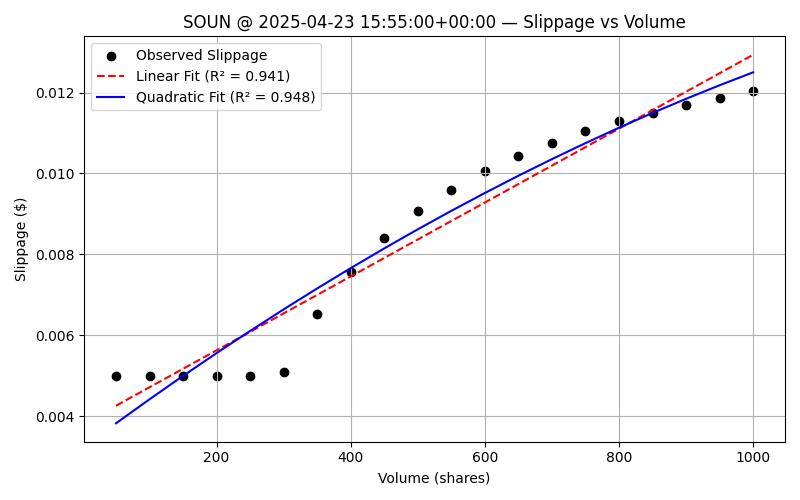 SOUN @ 2025-04-23 15:55:00+00:00 — Slippage vs Volume
Observed Slippage
Linear Fit (R² = 0.941)
Quadratic Fit (R² = 0.948)
Slippage ($)
0.012
0.010
0.008
0.006
0.004
200 400 600 800 1000
Volume (shares)